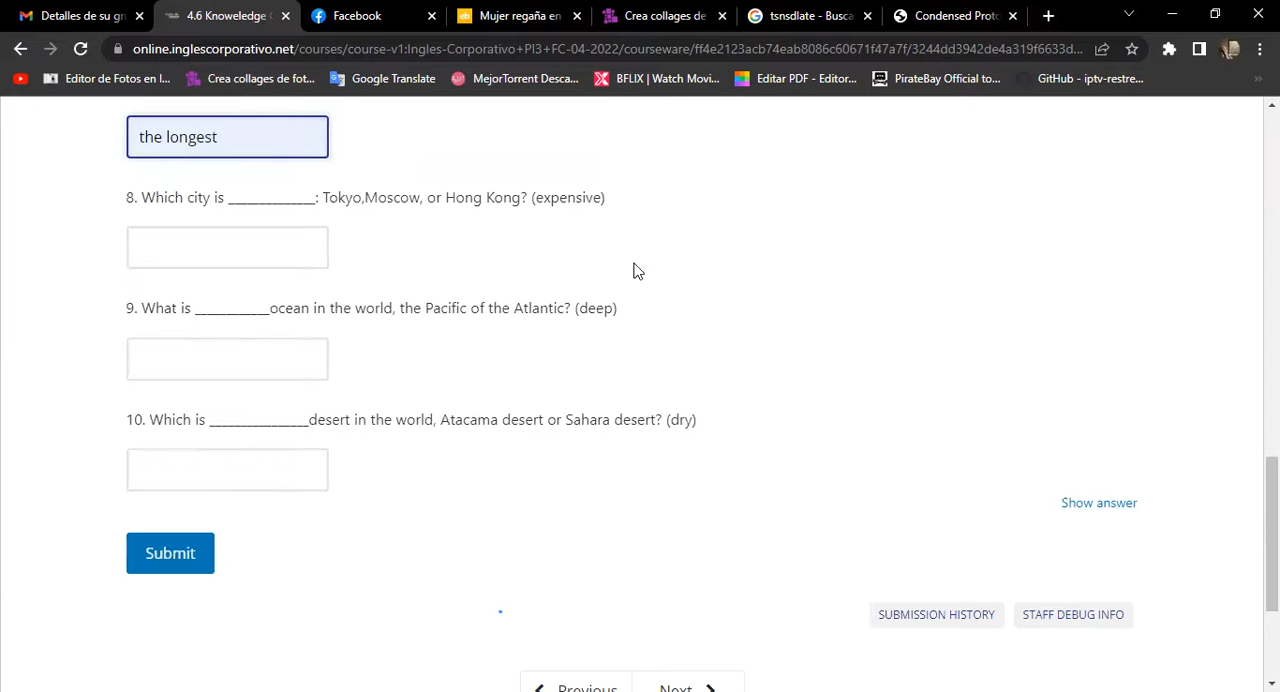 Detalles de su gr
4.6 Knoweledge C
Facebook
Mujer regaña en
Crea collages de
tsnsdlate - Busca
Condensed Proto
online.inglescorporativo.net/courses/course-v1:Ingles-Corporativo+PI3+FC-04-2022/courseware/ff4e2123acb74eab8086c60671f47a7f/3244dd3942de4a319f6633d...
Editor de Fotos en l...
Crea collages de fot...
Google Translate
MejorTorrent Desca...
BFLIX | Watch Movi...
Editar PDF - Editor...
PirateBay Official to...
GitHub - iptv-restre...
»
the longest
8. Which city is ______________: Tokyo,Moscow, or Hong Kong? (expensive)
9. What is ____________ocean in the world, the Pacific of the Atlantic? (deep)
10. Which is ________________desert in the world, Atacama desert or Sahara desert? (dry)
Show answer
Submit
SUBMISSION HISTORY
STAFF DEBUG INFO
Previous
Next